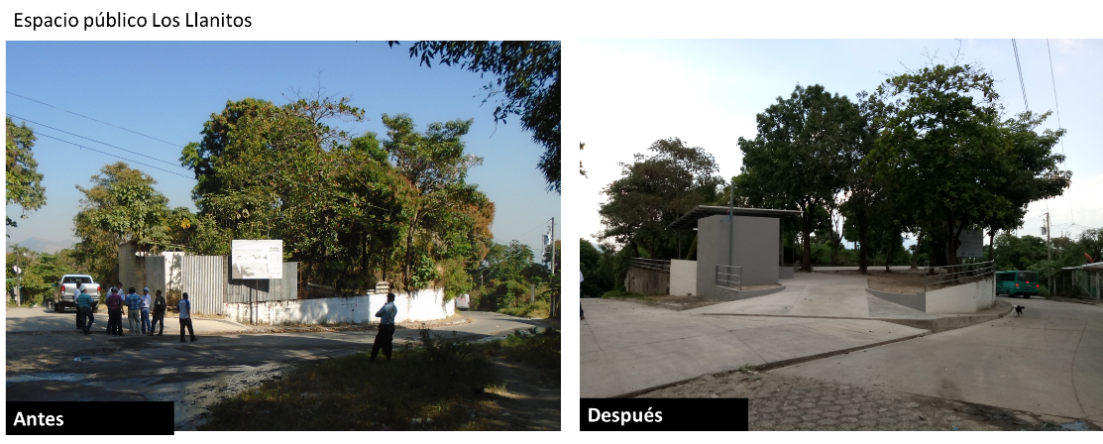 Espacio público Los Llanitos
Antes
Después